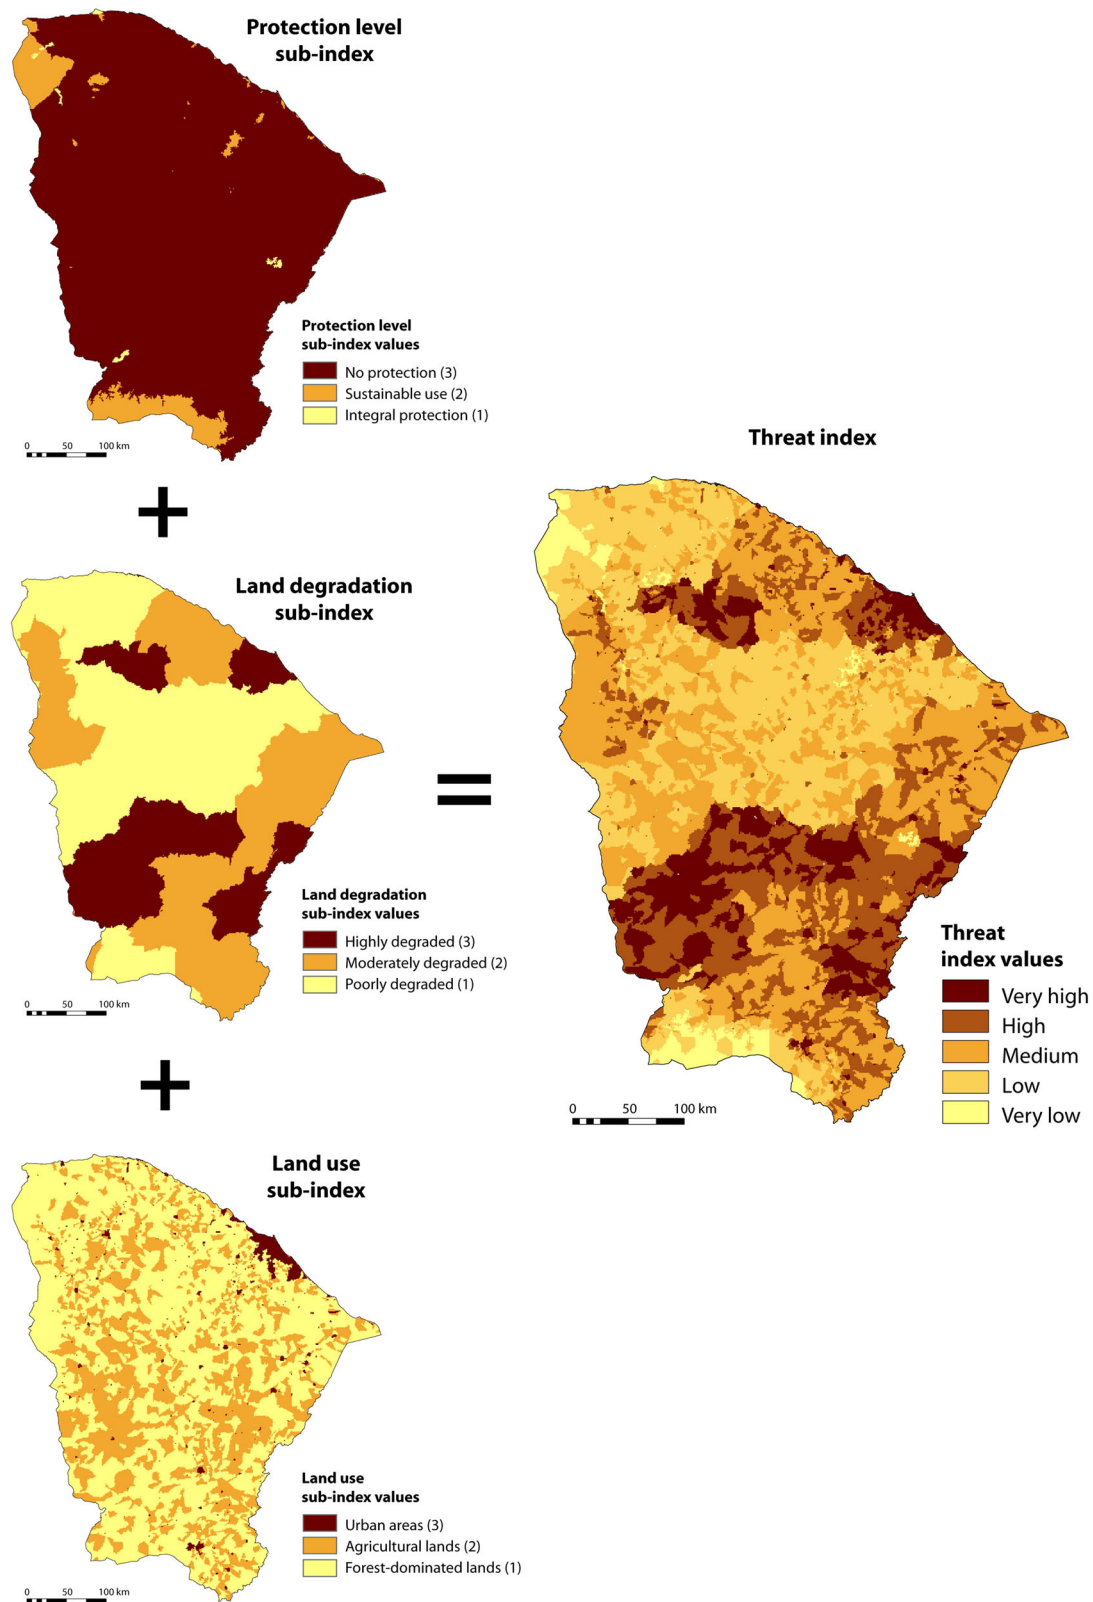 Protection level
sub-index
Protection level
sub-index values
No protection (3)
Sustainable use (2)
Integral protection (1)
0 50 100 km
+
Land degradation
sub-index
Land degradation
sub-index values
Highly degraded (3)
Moderately degraded (2)
Poorly degraded (1)
0 50 100 km
+
Land use
sub-index
Land use
sub-index values
Urban areas (3)
Agricultural lands (2)
Forest-dominated lands (1)
0 50 100 km
=
Threat index
Threat
index values
Very high
High
Medium
Low
Very low
0 50 100 km